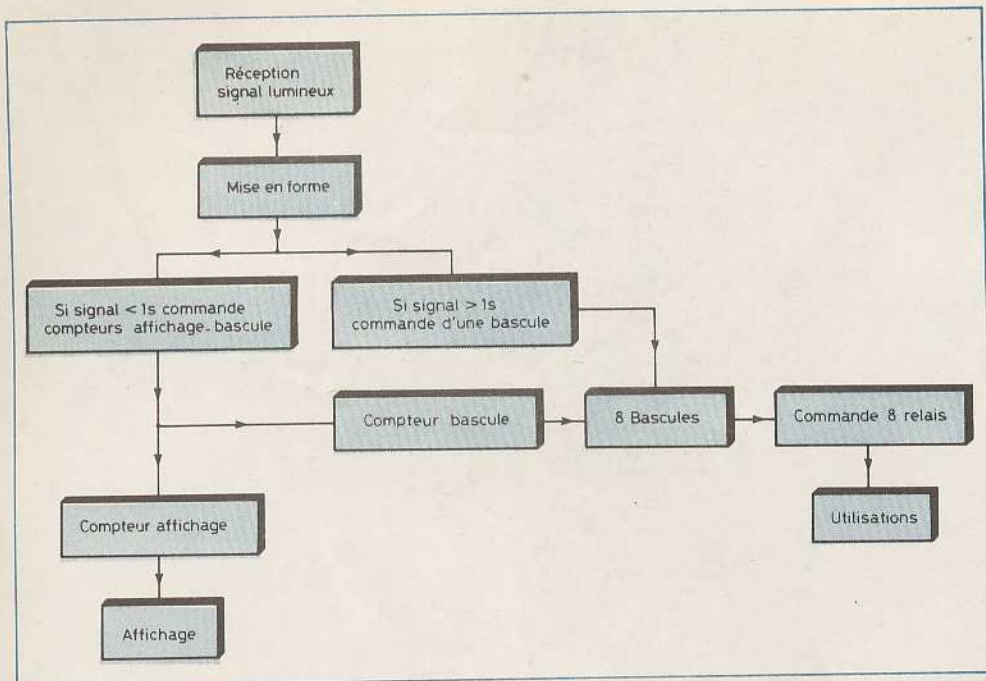 Réception
signal lumineux
Mise en forme
Si signal < 1s commande
compteurs affichage-bascule
Si signal > 1s
commande d'une bascule
Compteur bascule
8 Bascules
Commande 8 relais
Compteur affichage
Utilisations
Affichage